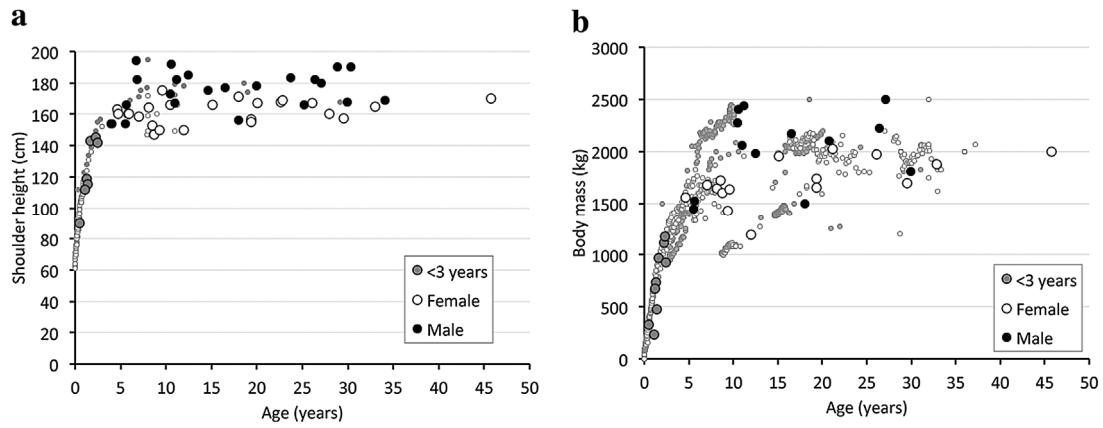 a
Shoulder height (cm)
200
180
160
140
120
100
80
60
40
20
0
0 5 10 15 20 25 30 35 40 45 50
Age (years)
<3 years
Female
Male
b
Body mass (kg)
3000
2500
2000
1500
1000
500
0
0 5 10 15 20 25 30 35 40 45 50
Age (years)
<3 years
Female
Male